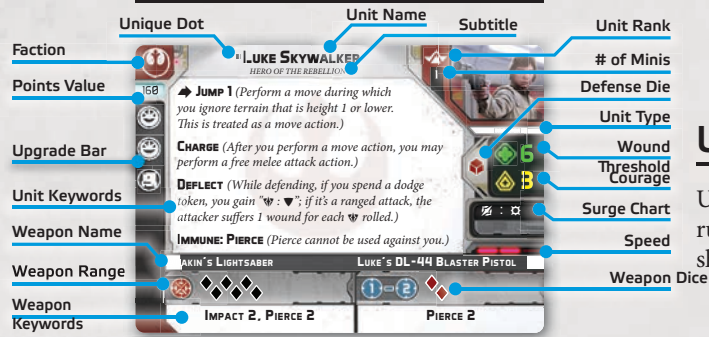 Unique Dot
Unit Name
Subtitle
Unit Rank
Faction
# of Minis
Points Value
Defense Die
Unit Type
Upgrade Bar
Wound
Threshold
Courage
Unit Keywords
Surge Chart
Weapon Name
Speed
Weapon Range
Weapon Dice
Weapon
Keywords
LUKE SKYWALKER
HERO OF THE REBELLION
1
160
JUMP 1 (Perform a move during which
you ignore terrain that is height 1 or lower.
This is treated as a move action.)
CHARGE (After you perform a move action, you may
perform a free melee attack action.)
DEFLECT (While defending, if you spend a dodge
token, you gain " : "; if it's a ranged attack, the
attacker suffers 1 wound for each rolled.)
IMMUNE: PIERCE (Pierce cannot be used against you.)
6
3
:
AKIN'S LIGHTSABER
LUKE'S DL-44 BLASTER PISTOL
1-2
IMPACT 2, PIERCE 2
PIERCE 2
U
U
ru
sl